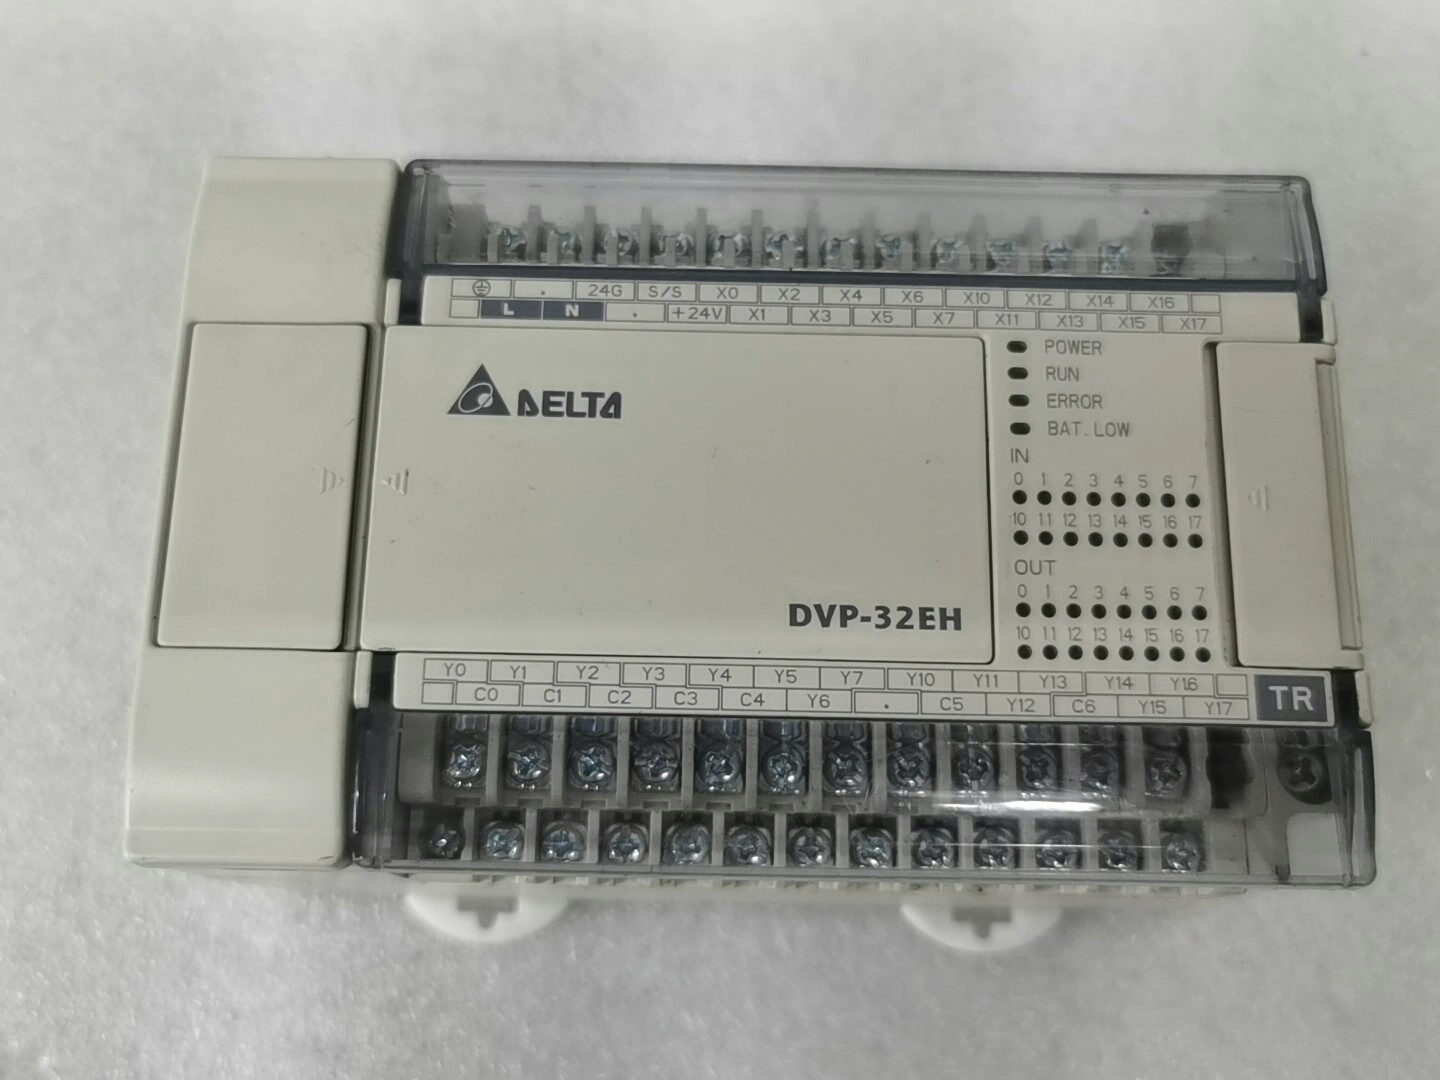 24G S/S X0 X2 X4 X6 X10 X12 X14 X16
L N . +24V X1 X3 X5 X7 X11 X13 X15 X17
DELTA
POWER
RUN
ERROR
BAT. LOW
IN
0 1 2 3 4 5 6 7
10 11 12 13 14 15 16 17
OUT
0 1 2 3 4 5 6 7
10 11 12 13 14 15 16 17
DVP-32EH
Y0 Y1 Y2 Y3 Y4 Y5 Y7 Y10 Y11 Y13 Y14 Y16
C0 C1 C2 C3 C4 Y6 . C5 Y12 C6 Y15 Y17
TR